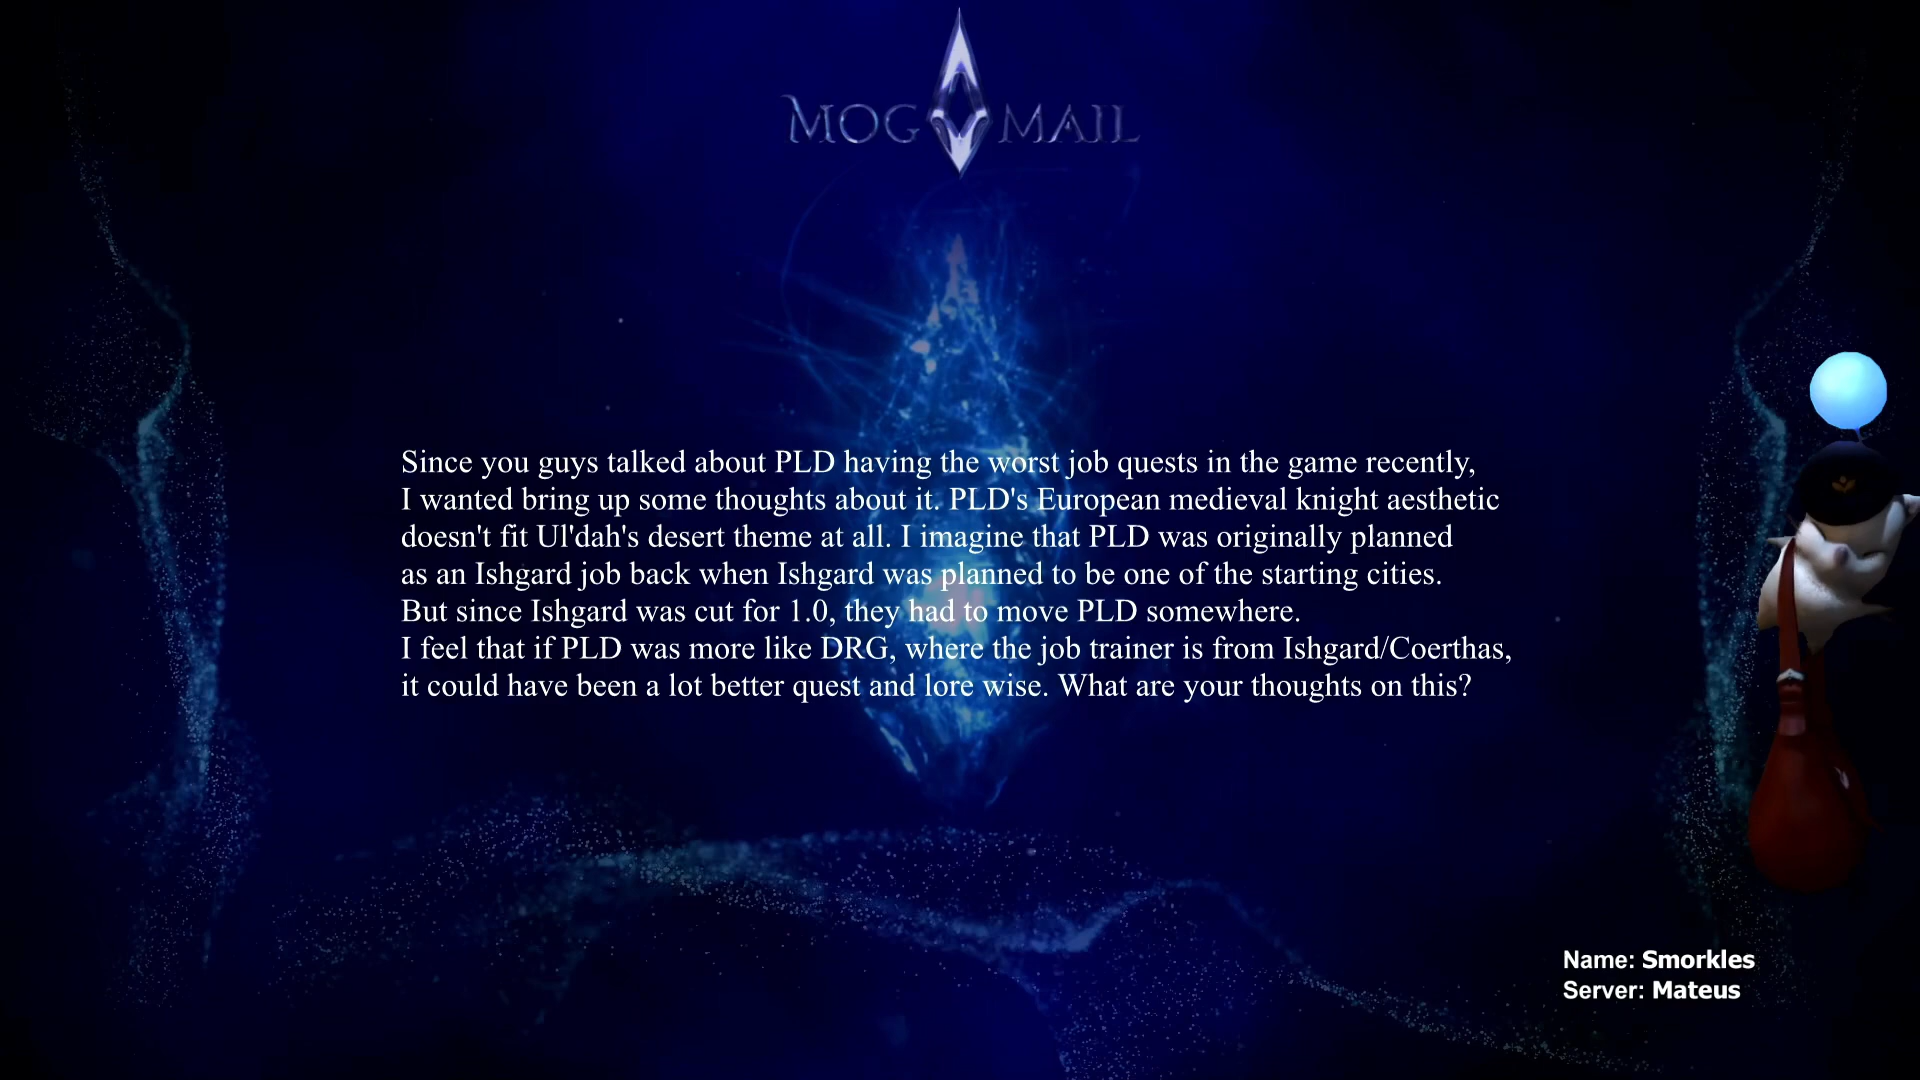 MOG MAIL
Since you guys talked about PLD having the worst job quests in the game recently,
I wanted bring up some thoughts about it. PLD's European medieval knight aesthetic
doesn't fit Ul'dah's desert theme at all. I imagine that PLD was originally planned
as an Ishgard job back when Ishgard was planned to be one of the starting cities.
But since Ishgard was cut for 1.0, they had to move PLD somewhere.
I feel that if PLD was more like DRG, where the job trainer is from Ishgard/Coerthas,
it could have been a lot better quest and lore wise. What are your thoughts on this?
Name: Smorkles
Server: Mateus